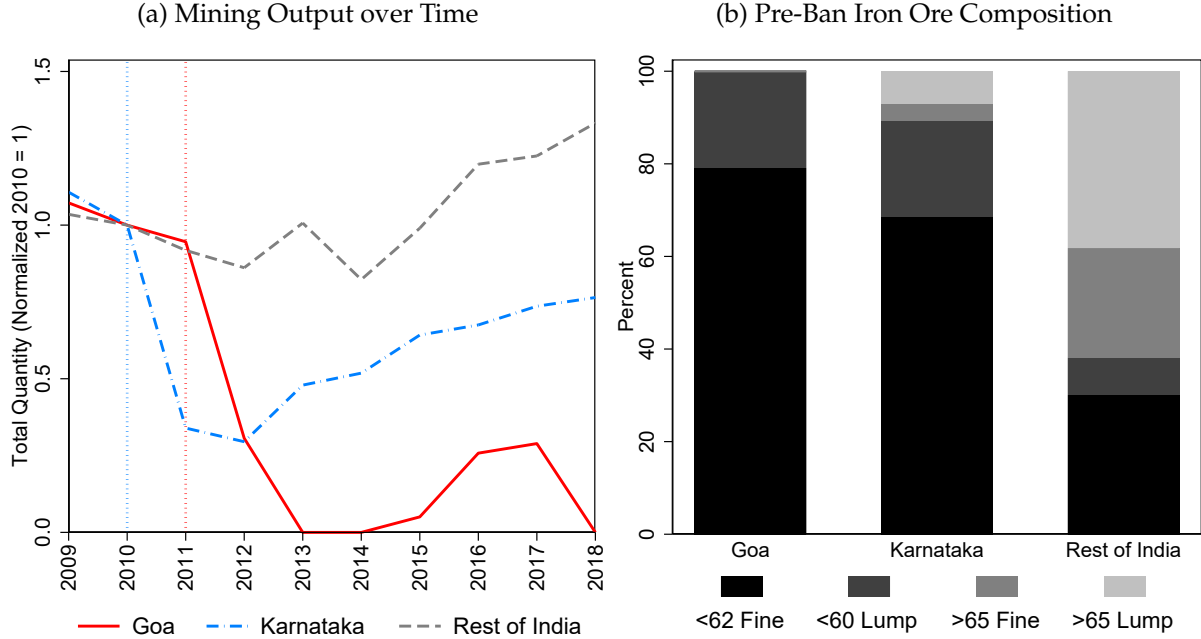 (a) Mining Output over Time
Total Quantity (Normalized 2010 = 1)
1.5
1.0
0.5
0.0
2009
2010
2011
2012
2013
2014
2015
2016
2017
2018
Goa
Karnataka
Rest of India
(b) Pre-Ban Iron Ore Composition
Percent
100
80
60
40
20
0
Goa
Karnataka
Rest of India
<62 Fine
<60 Lump
>65 Fine
>65 Lump